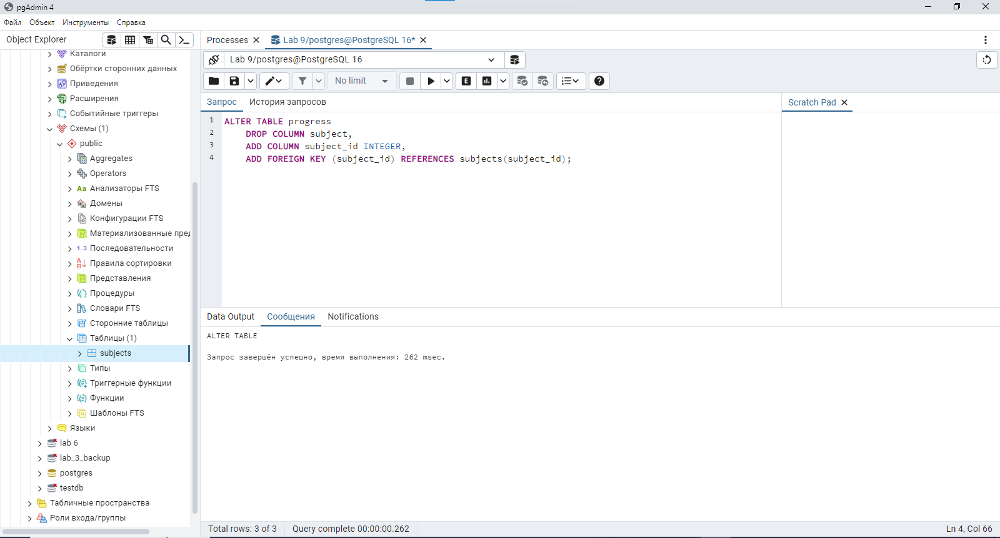 pgAdmin 4
Файл Объект Инструменты Справка
Object Explorer
Processes
Lab 9/postgres@PostgreSQL 16*
Каталоги
Обёртки сторонних данных
Приведения
Расширения
Событийные триггеры
Схемы (1)
public
Aggregates
Operators
Aa Анализаторы FTS
Домены
Конфигурации FTS
Материализованные пред
1..3 Последовательности
Правила сортировки
Представления
Процедуры
Словари FTS
Сторонние таблицы
Таблицы (1)
subjects
Типы
Триггерные функции
Функции
Шаблоны FTS
Языки
lab 6
lab_3_backup
postgres
testdb
Табличные пространства
Роли входа/группы
Lab 9/postgres@PostgreSQL 16
No limit
E
Запрос История запросов
Scratch Pad
1 ALTER TABLE progress
2 DROP COLUMN subject,
3 ADD COLUMN subject_id INTEGER,
4 ADD FOREIGN KEY (subject_id) REFERENCES subjects(subject_id);
Data Output Сообщения Notifications
ALTER TABLE
Запрос завершён успешно, время выполнения: 262 msec.
Total rows: 3 of 3 Query complete 00:00:00.262 Ln 4, Col 66